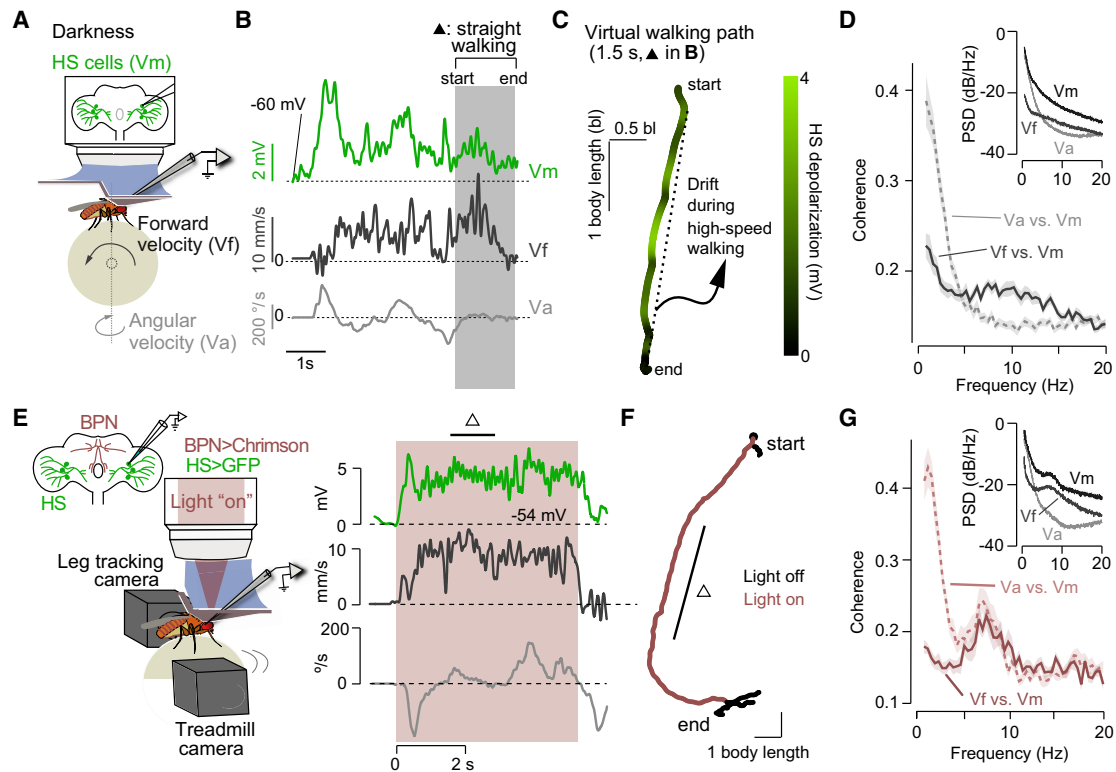 A
Darkness
HS cells (Vm)
Forward
velocity (Vf)
Angular
velocity (Va)
B
▲: straight
walking
start
end
-60 mV
2 mV
Vm
10 mm/s
0
Vf
200 °/s
0
Va
1s
C
Virtual walking path
(1.5 s, ▲ in B)
start
0.5 bl
1 body length (bl)
Drift
during
high-speed
walking
end
4
HS depolarization (mV)
0
D
Coherence
0.4
0.3
0.2
Va vs. Vm
Vf vs. Vm
0
5
10
15
20
Frequency (Hz)
PSD (dB/Hz)
0
-20
-40
Vm
Vf
Va
0
10
20
E
BPN
HS
BPN>Chrimson
HS>GFP
Light "on"
Leg tracking
camera
Treadmill
camera
△
5
mV
0
-54 mV
10
mm/s
0
200
°/s
0
0
2 s
F
start
△
Light off
Light on
end
1 body length
G
Coherence
0.4
0.3
0.2
0.1
Va vs. Vm
Vf vs. Vm
0
5
10
15
20
Frequency (Hz)
PSD (dB/Hz)
0
-20
-40
Vm
Vf
Va
0
10
20